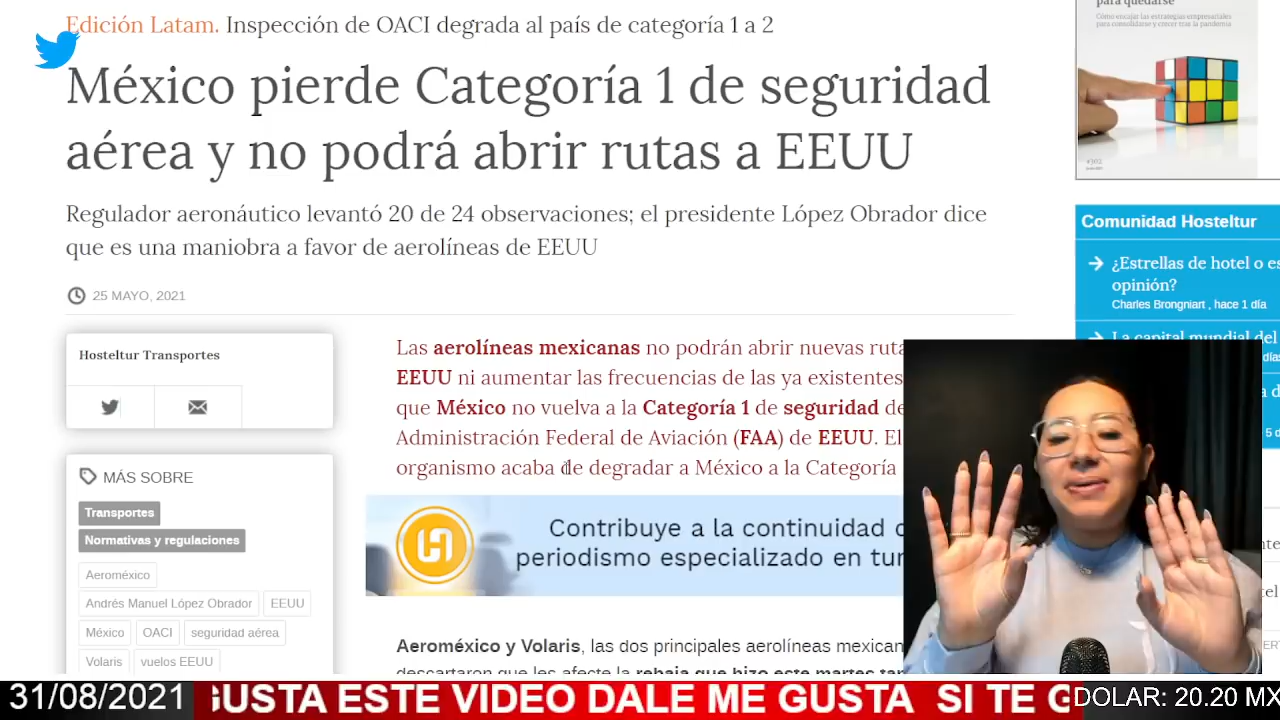 Edición Latam. Inspección de OACI degrada al país de categoría 1 a 2
México pierde Categoría 1 de seguridad
aérea y no podrá abrir rutas a EEUU
Regulador aeronáutico levantó 20 de 24 observaciones; el presidente López Obrador dice
que es una maniobra a favor de aerolíneas de EEUU
25 MAYO, 2021
Hosteltur Transportes
MÁS SOBRE
Transportes
Normativas y regulaciones
Aeroméxico
Andrés Manuel López Obrador
EEUU
México
OACI
seguridad aérea
Volaris
vuelos EEUU
Las aerolíneas mexicanas no podrán abrir nuevas
EEUU ni aumentar las frecuencias de las ya existentes
que México no vuelva a la Categoría 1 de seguridad
Administración Federal de Aviación (FAA) de EEUU. El
organismo acaba de degradar a México a la Categoría
Contribuye a la continuidad
periodismo especializado en
Aeroméxico y Volaris, las dos principales aerolíneas
descartaron que les afecte la rebaja que hizo este martes
para quedarse
Cómo encajar las estrategias empresariales
para consolidarse y crecer tras la pandemia
Comunidad Hosteltur
¿Estrellas de hotel o
opinión?
Charles Brongniart , hace 1 día
La capital mundial del
31/08/2021
GUSTA ESTE VIDEO DALE ME GUSTA SI TE G
DOLAR: 20.20 MX